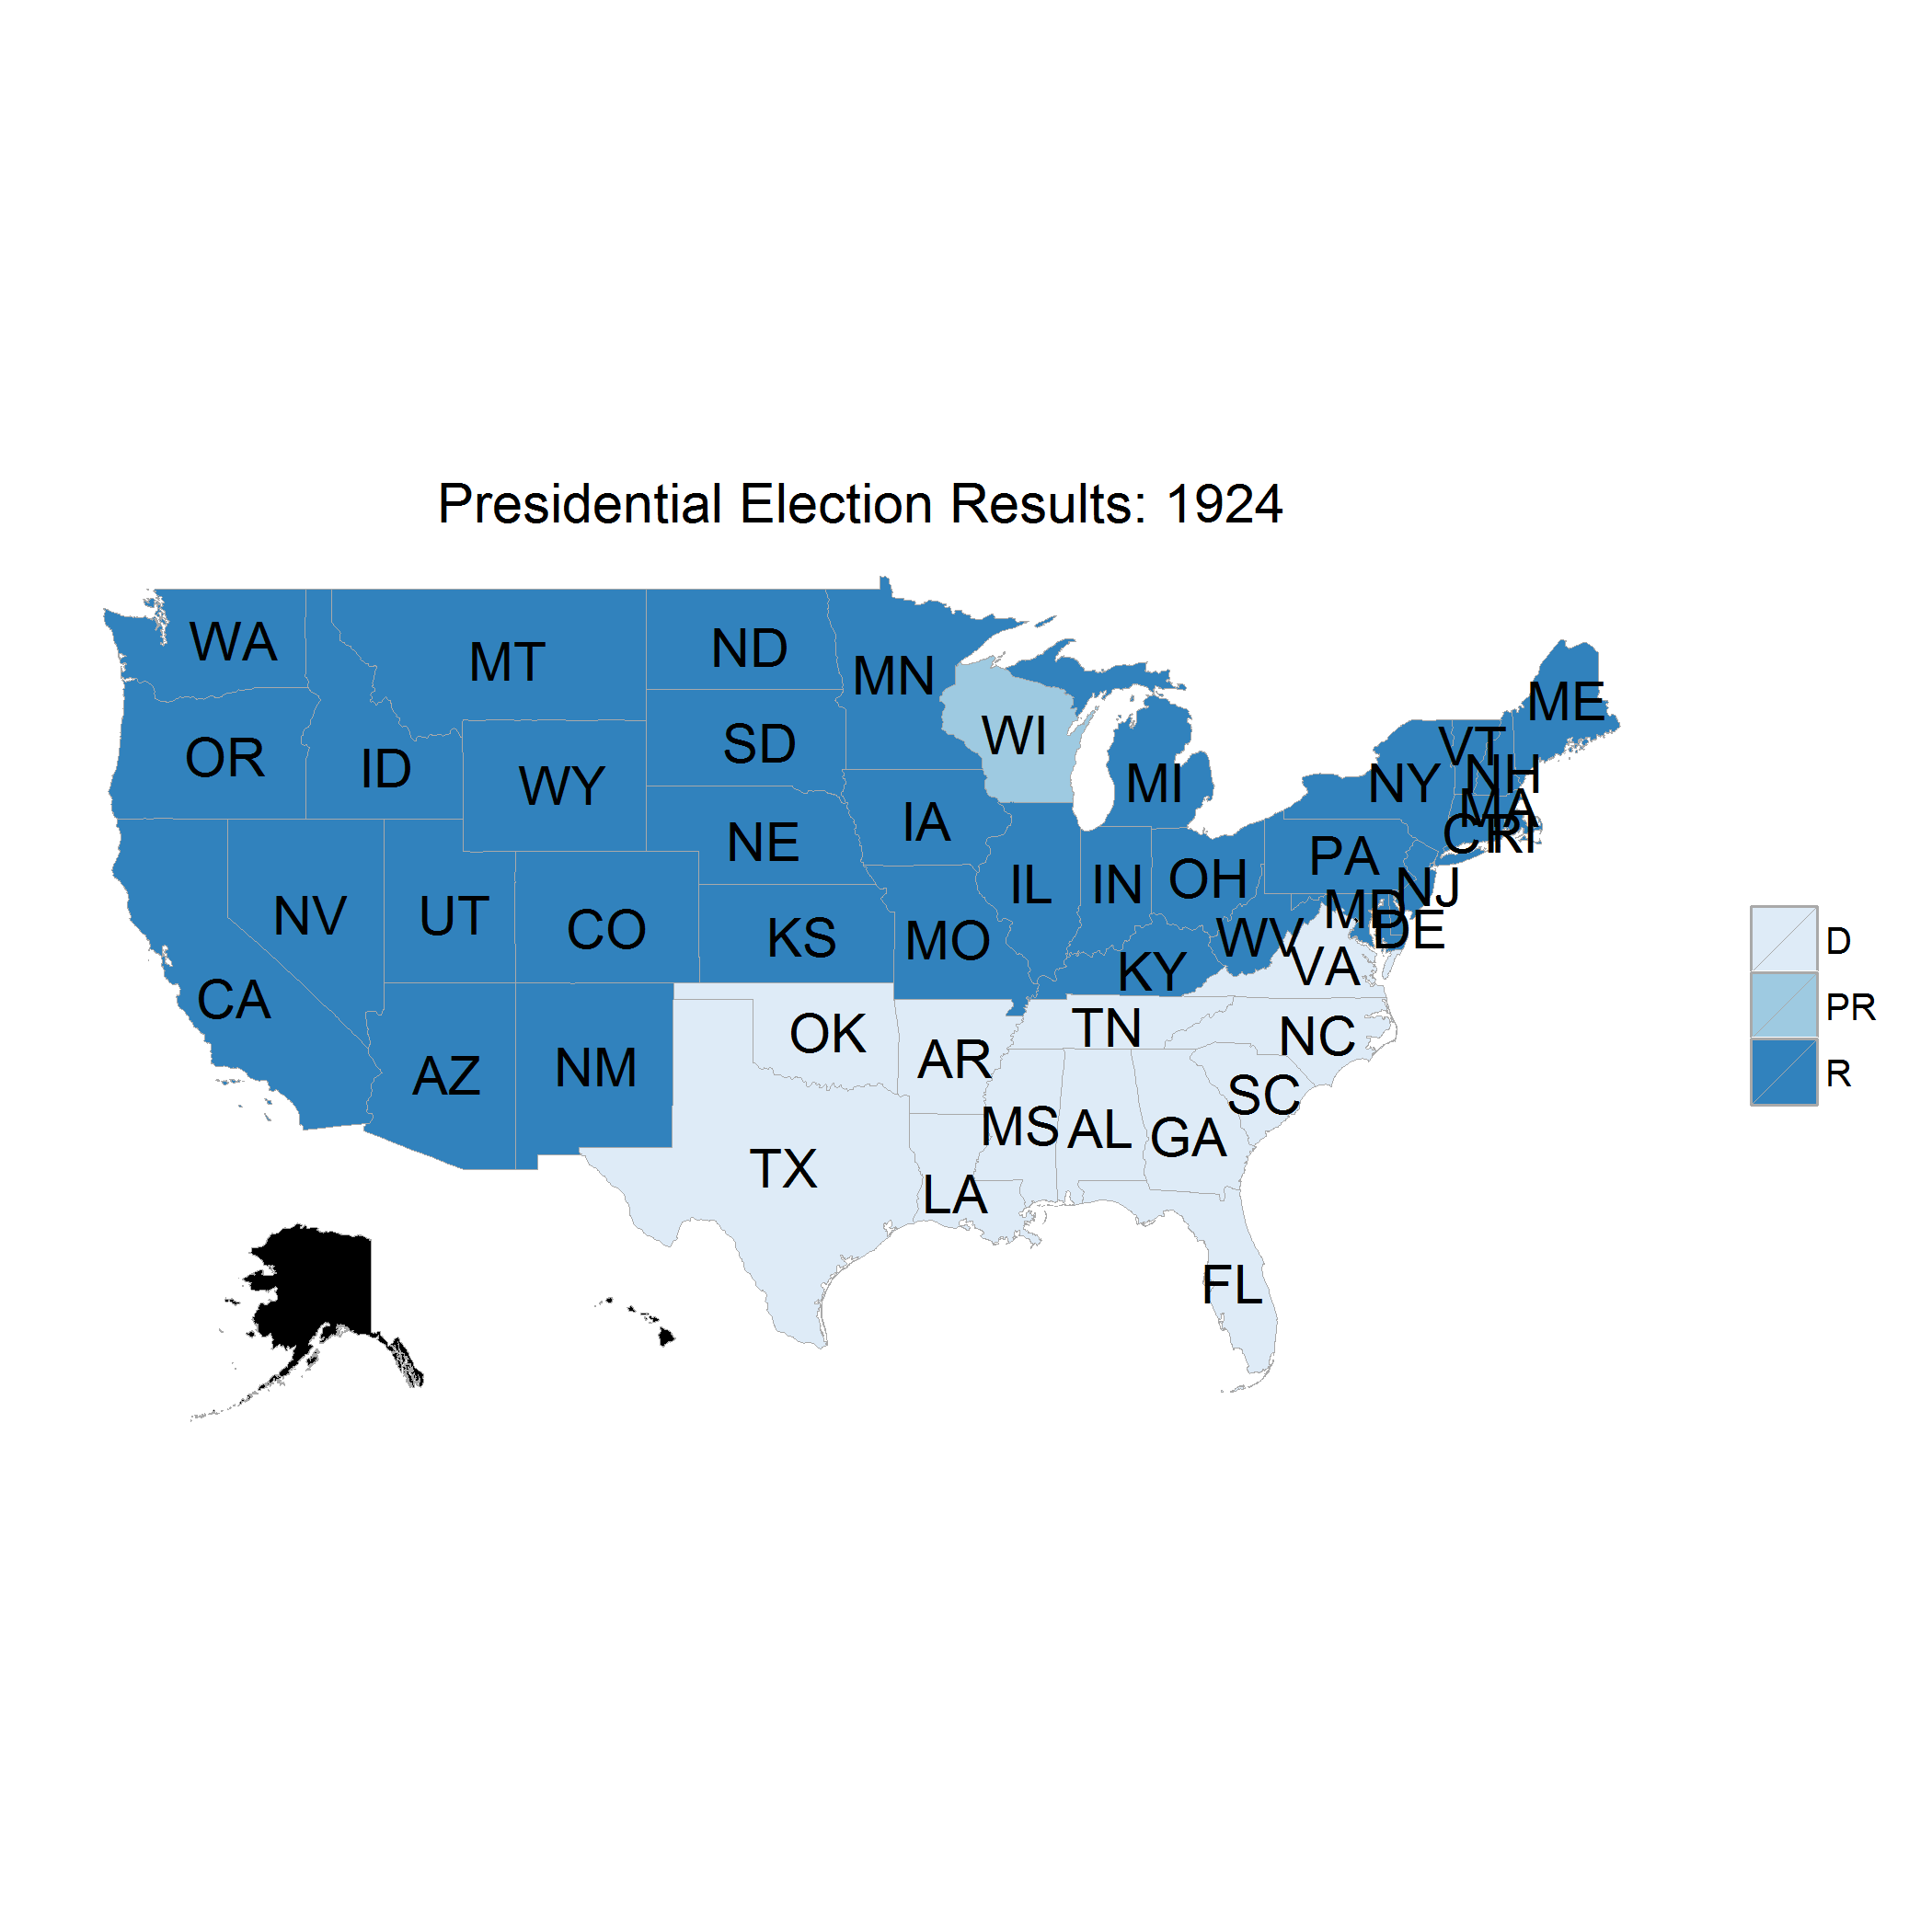 Presidential Election Results: 1924
WA
MT
ND
MN
ME
OR
ID
WY
SD
WI
MI
NY
VT
NH
MA
CT
RI
NV
UT
CO
NE
IA
IL
IN
OH
PA
NJ
MD
DE
CA
KS
MO
KY
WV
VA
AZ
NM
OK
AR
TN
NC
SC
TX
LA
MS
AL
GA
FL
D
PR
R